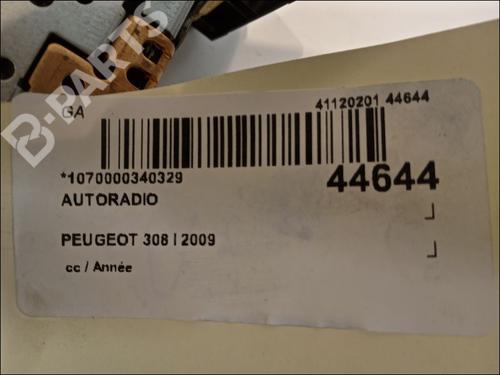 GA
41120201 44644
*1070000340329
44644
AUTORADIO
PEUGEOT 308 I 2009
cc / Année
B-PARTS